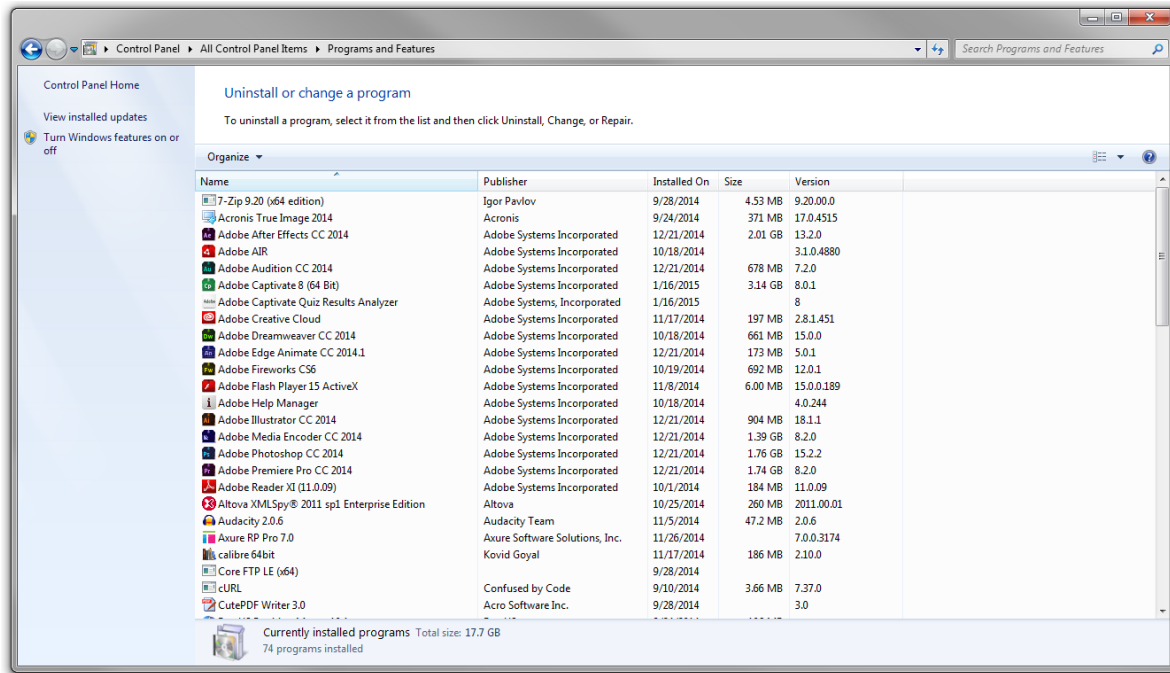 Control Panel All Control Panel Items Programs and Features Search Programs and Features
Control Panel Home
View installed updates
Turn Windows features on or
off
Uninstall or change a program
To uninstall a program, select it from the list and then click Uninstall, Change, or Repair.
Organize
Name Publisher Installed On Size Version
7-Zip 9.20 (x64 edition) Igor Pavlov 9/28/2014 4.53 MB 9.20.00.0
Acronis True Image 2014 Acronis 9/24/2014 371 MB 17.0.4515
Adobe After Effects CC 2014 Adobe Systems Incorporated 12/21/2014 2.01 GB 13.2.0
Adobe AIR Adobe Systems Incorporated 10/18/2014 3.1.0.4880
Adobe Audition CC 2014 Adobe Systems Incorporated 12/21/2014 678 MB 7.2.0
Adobe Captivate 8 (64 Bit) Adobe Systems Incorporated 1/16/2015 3.14 GB 8.0.1
Adobe Captivate Quiz Results Analyzer Adobe Systems, Incorporated 1/16/2015 8
Adobe Creative Cloud Adobe Systems Incorporated 11/17/2014 197 MB 2.8.1.451
Adobe Dreamweaver CC 2014 Adobe Systems Incorporated 10/18/2014 661 MB 15.0.0
Adobe Edge Animate CC 2014.1 Adobe Systems Incorporated 12/21/2014 173 MB 5.0.1
Adobe Fireworks CS6 Adobe Systems Incorporated 10/19/2014 692 MB 12.0.1
Adobe Flash Player 15 ActiveX Adobe Systems Incorporated 11/8/2014 6.00 MB 15.0.0.189
Adobe Help Manager Adobe Systems Incorporated 10/18/2014 4.0.244
Adobe Illustrator CC 2014 Adobe Systems Incorporated 12/21/2014 904 MB 18.1.1
Adobe Media Encoder CC 2014 Adobe Systems Incorporated 12/21/2014 1.39 GB 8.2.0
Adobe Photoshop CC 2014 Adobe Systems Incorporated 12/21/2014 1.76 GB 15.2.2
Adobe Premiere Pro CC 2014 Adobe Systems Incorporated 12/21/2014 1.74 GB 8.2.0
Adobe Reader XI (11.0.09) Adobe Systems Incorporated 10/1/2014 184 MB 11.0.09
Altova XMLSpy® 2011 sp1 Enterprise Edition Altova 10/25/2014 260 MB 2011.00.01
Audacity 2.0.6 Audacity Team 11/5/2014 47.2 MB 2.0.6
Axure RP Pro 7.0 Axure Software Solutions, Inc. 11/26/2014 7.0.0.3174
calibre 64bit Kovid Goyal 11/17/2014 186 MB 2.10.0
Core FTP LE (x64) 9/28/2014
cURL Confused by Code 9/10/2014 3.66 MB 7.37.0
CutePDF Writer 3.0 Acro Software Inc. 9/28/2014 3.0
Currently installed programs Total size: 17.7 GB
74 programs installed